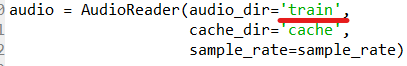 audio = AudioReader(audio_dir='train',
cache_dir='cache',
sample_rate=sample_rate)